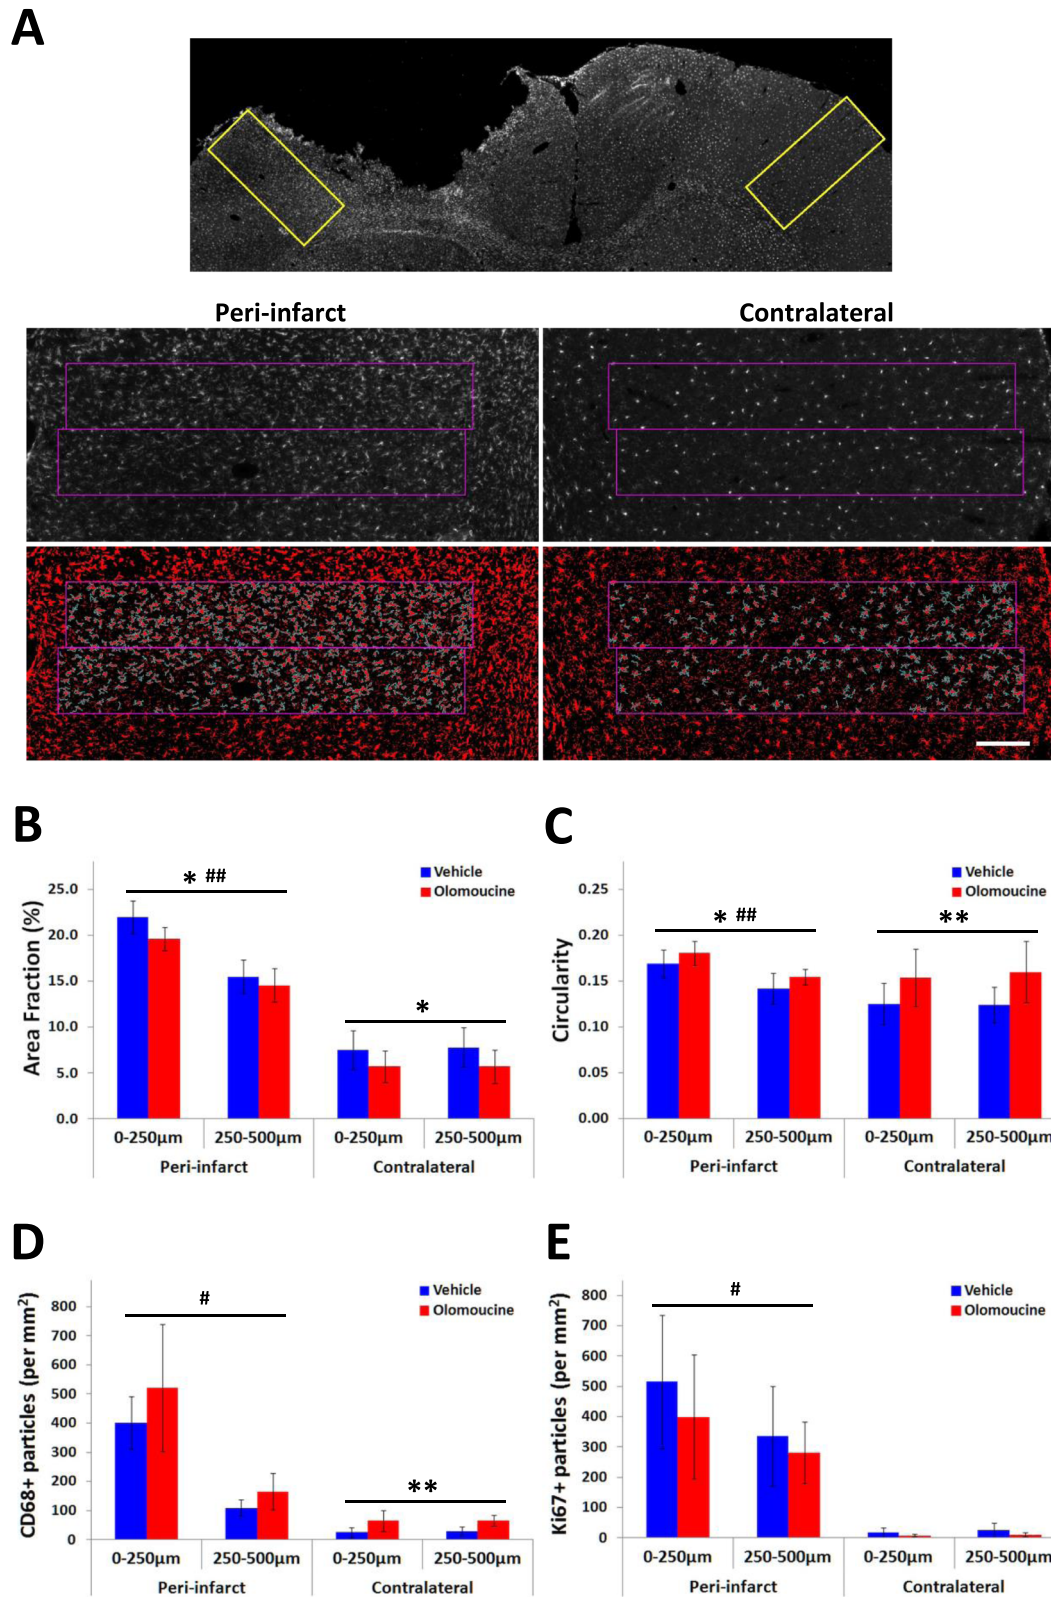 A
Peri-infarct Contralateral
B
Area Fraction (%)
25.0
20.0
15.0
10.0
5.0
0.0
* ##
*
Vehicle
Olomoucine
0-250µm 250-500µm 0-250µm 250-500µm
Peri-infarct Contralateral
C
Circularity
0.25
0.20
0.15
0.10
0.05
0.00
* ##
**
Vehicle
Olomoucine
0-250µm 250-500µm 0-250µm 250-500µm
Peri-infarct Contralateral
D
CD68+ particles (per mm²)
800
700
600
500
400
300
200
100
0
#
**
Vehicle
Olomoucine
0-250µm 250-500µm 0-250µm 250-500µm
Peri-infarct Contralateral
E
Ki67+ particles (per mm²)
800
700
600
500
400
300
200
100
0
#
Vehicle
Olomoucine
0-250µm 250-500µm 0-250µm 250-500µm
Peri-infarct Contralateral